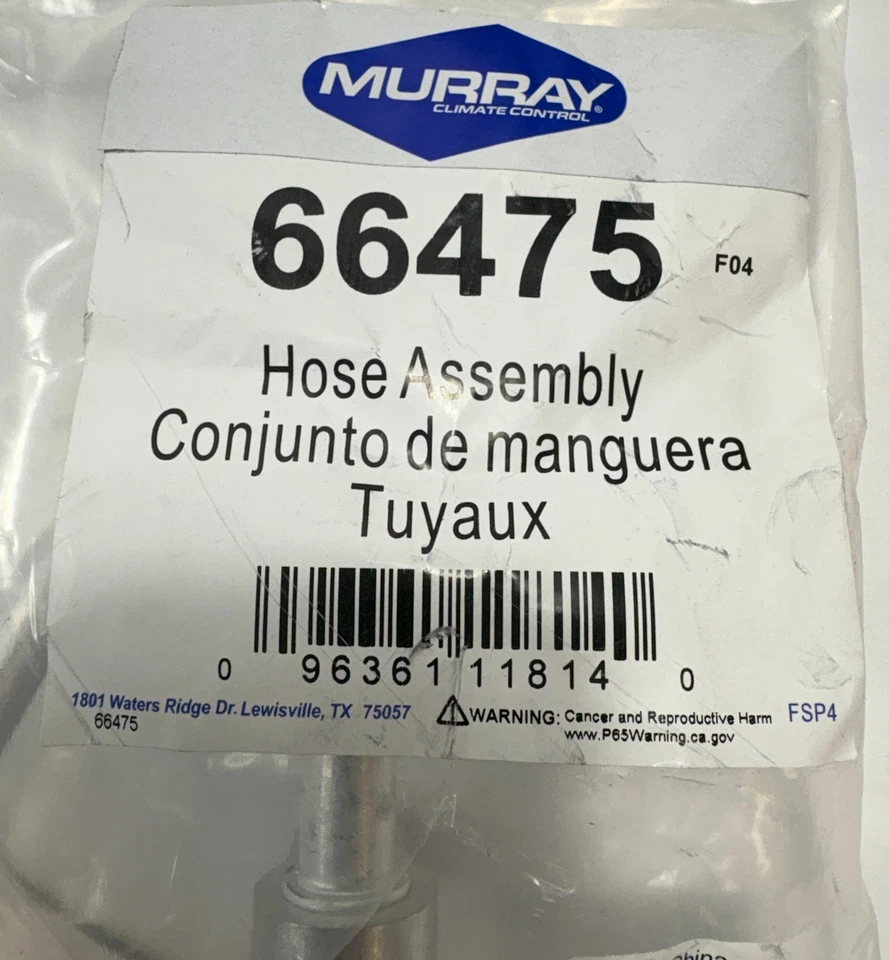 MURRAY®
CLIMATE CONTROL
66475
F04
Hose Assembly
Conjunto de manguera
Tuyaux
0 96361 11814 0
1801 Waters Ridge Dr. Lewisville, TX 75057
66475
WARNING: Cancer and Reproductive Harm
www.P65Warning.ca.gov
FSP4